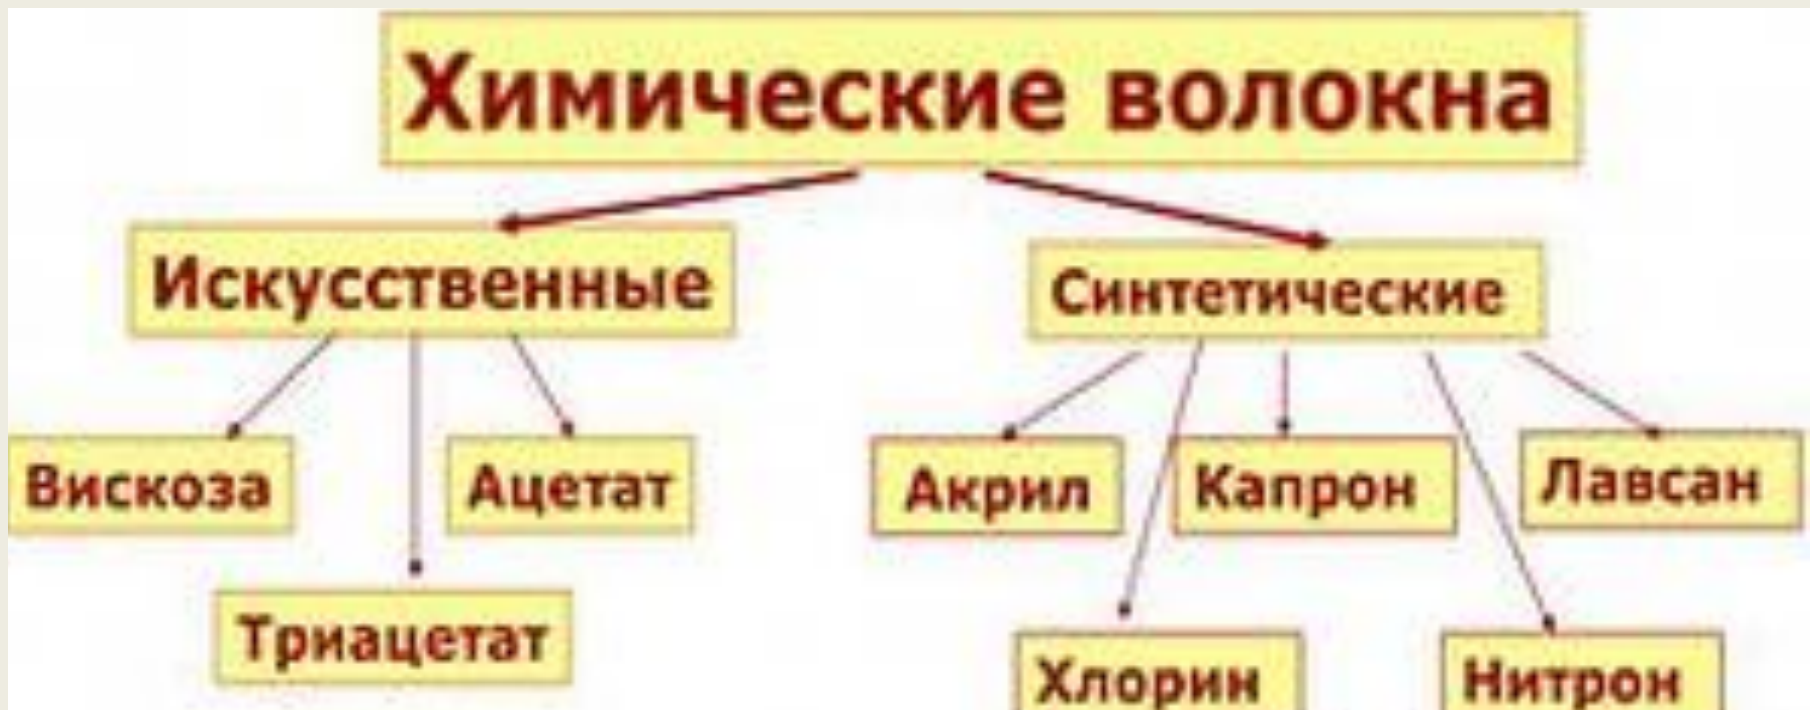 Химические волокна
Искусственные
Синтетические
Вискоза
Ацетат
Акрил
Капрон
Лавсан
Триацетат
Хлорин
Нитрон